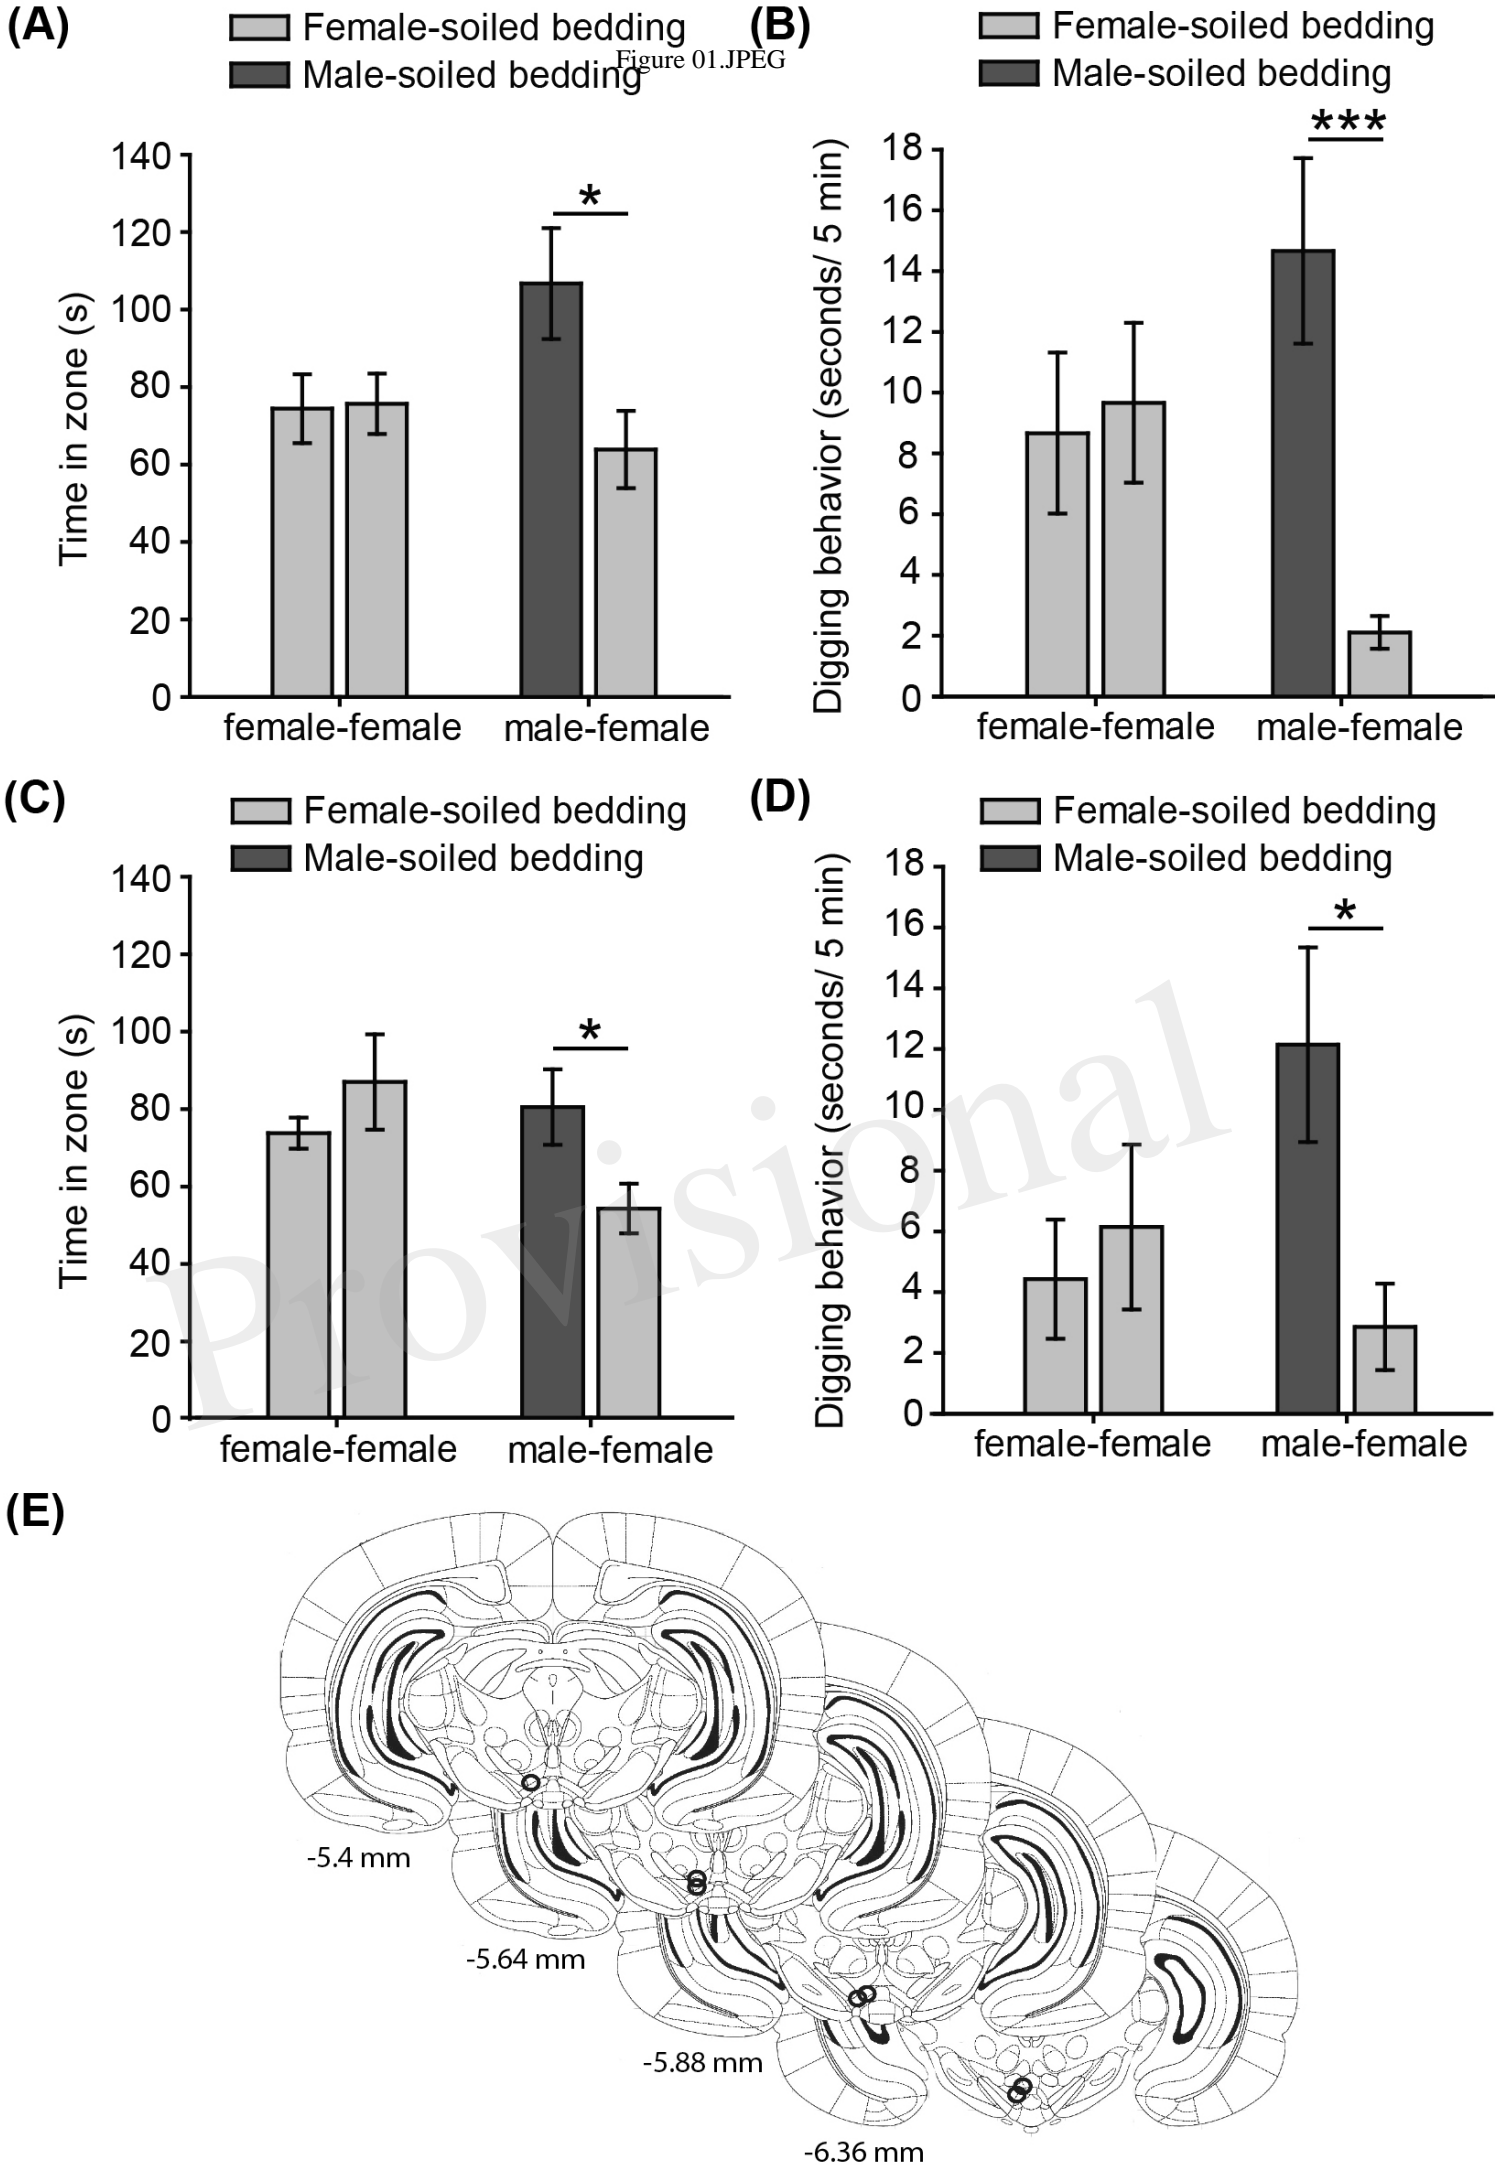 (A)
Female-soiled bedding
Male-soiled bedding
Figure 01.JPEG
140
120
100
80
60
40
20
0
Time in zone (s)
*
female-female
male-female
(B)
Female-soiled bedding
Male-soiled bedding
18
16
14
12
10
8
6
4
2
0
Digging behavior (seconds/ 5 min)
***
female-female
male-female
(C)
Female-soiled bedding
Male-soiled bedding
140
120
100
80
60
40
20
0
Time in zone (s)
*
female-female
male-female
(D)
Female-soiled bedding
Male-soiled bedding
18
16
14
12
10
8
6
4
2
0
Digging behavior (seconds/ 5 min)
*
female-female
male-female
Provisional
(E)
-5.4 mm
-5.64 mm
-5.88 mm
-6.36 mm